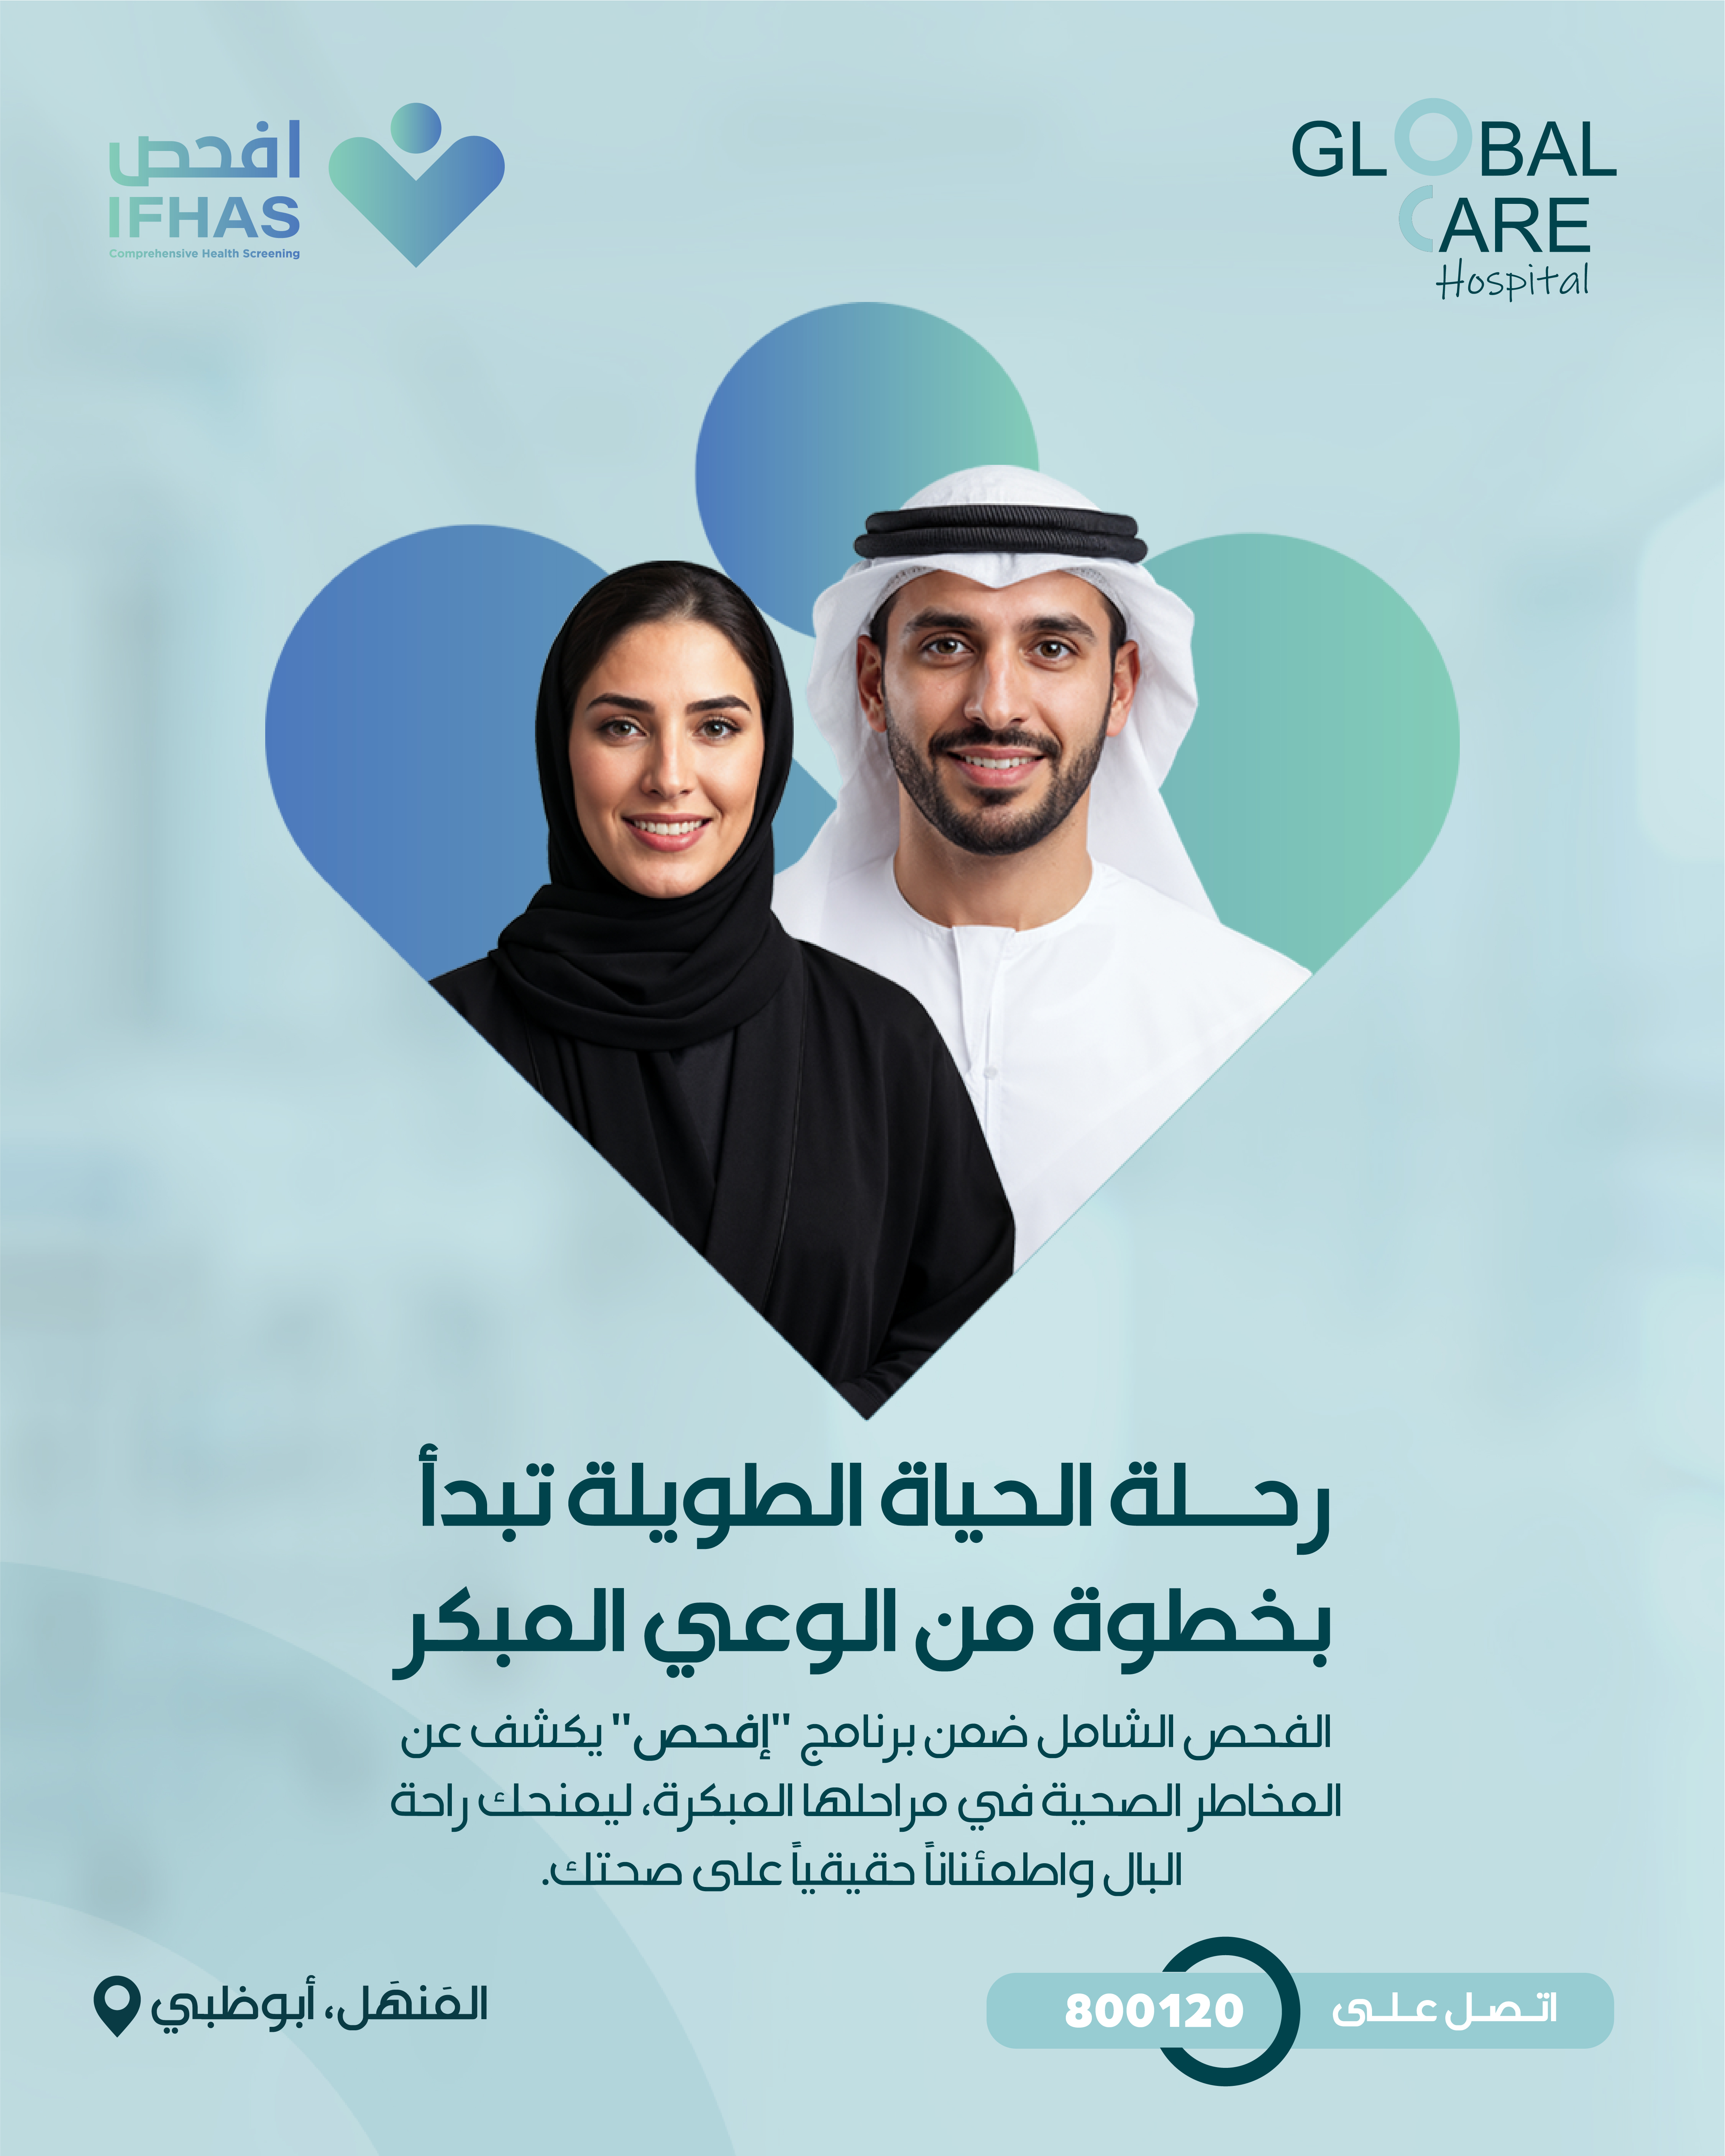 افحص
IFHAS
Comprehensive Health Screening
GLOBAL
CARE
Hospital
رحـــلة الحياة الطويلة تبدأ
بخطوة من الوعي المبكر
الفحص الشامل ضمن برنامج "إفحص" يكشف عن
المخاطر الصحية في مراحلها المبكرة، ليمنحك راحة
البال واطمئناناً حقيقياً على صحتك.
اتـصـل عـلـى 800120
المَنهَل، أبوظبي